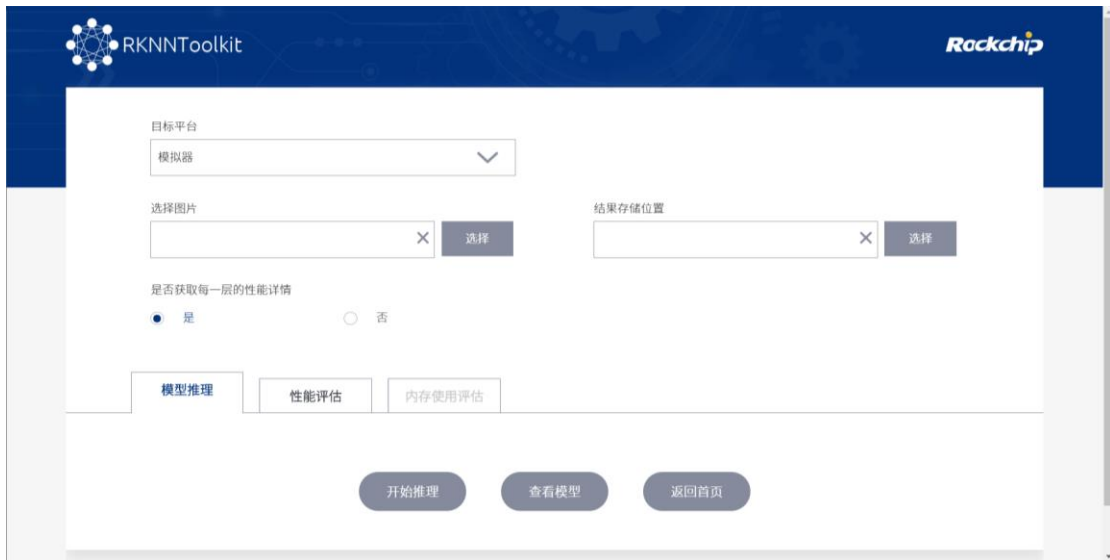 RKNNToolkit
Rockchip
目标平台
模拟器
选择图片
结果存储位置
选择
选择
是否获取每一层的性能详情
是 否
模型推理 性能评估 内存使用评估
开始推理 查看模型 返回首页